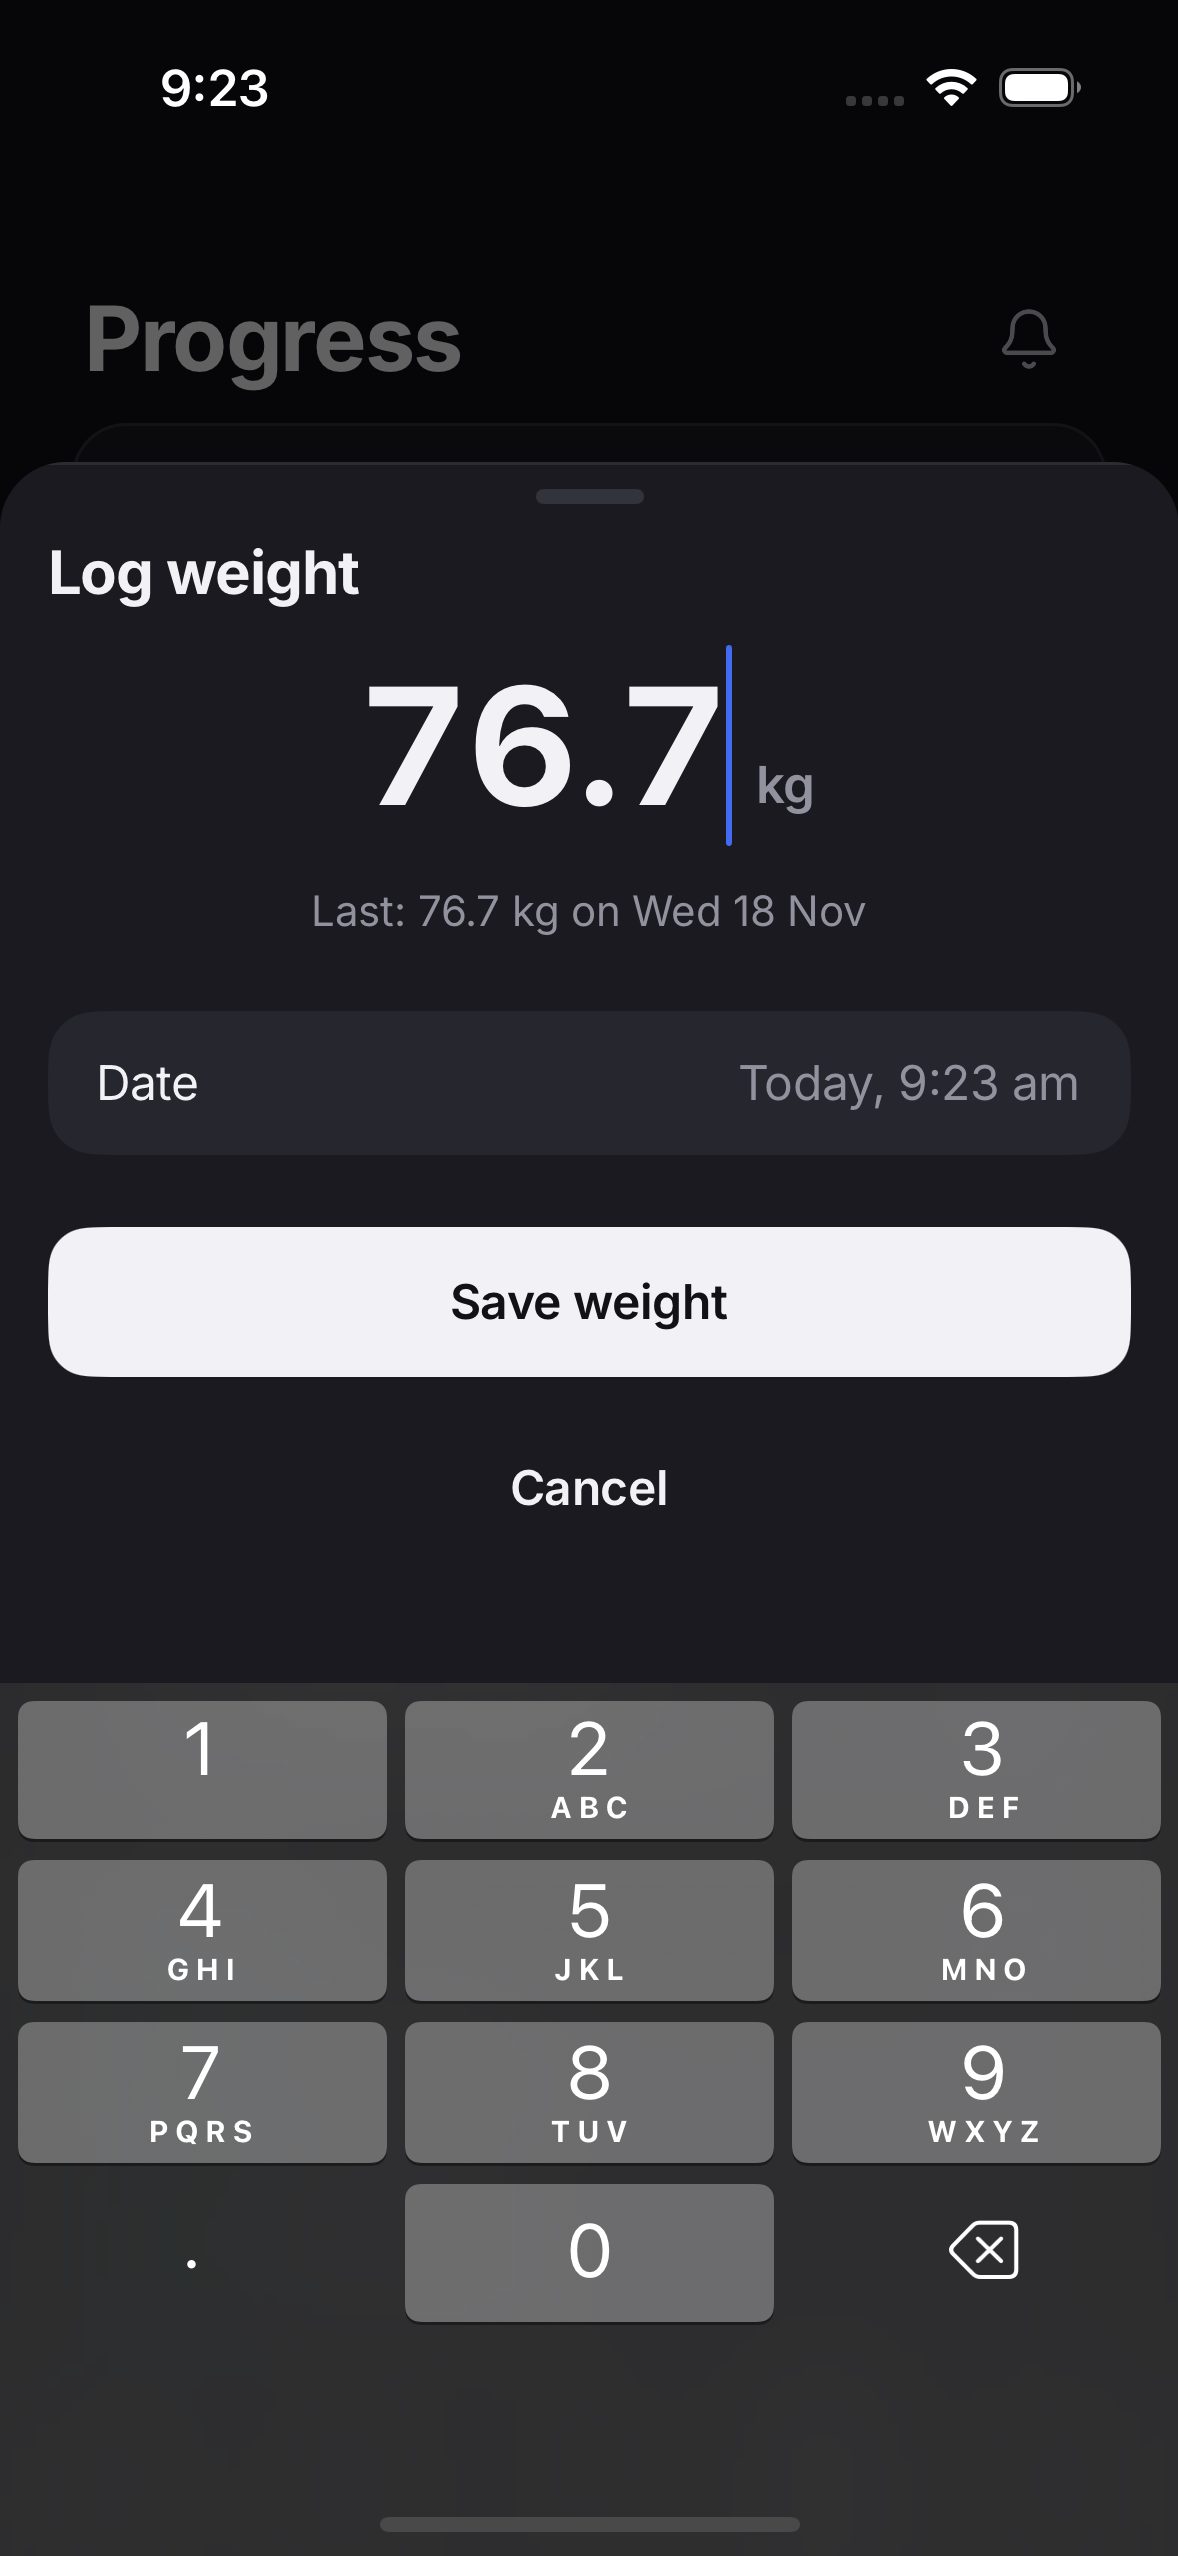 9:23
Progress
Log weight
76.7 kg
Last: 76.7 kg on Wed 18 Nov
Date Today, 9:23 am
Save weight
Cancel
1 2 3
ABC DEF
4 5 6
GHI JKL MNO
7 8 9
PQRS TUV WXYZ
. 0